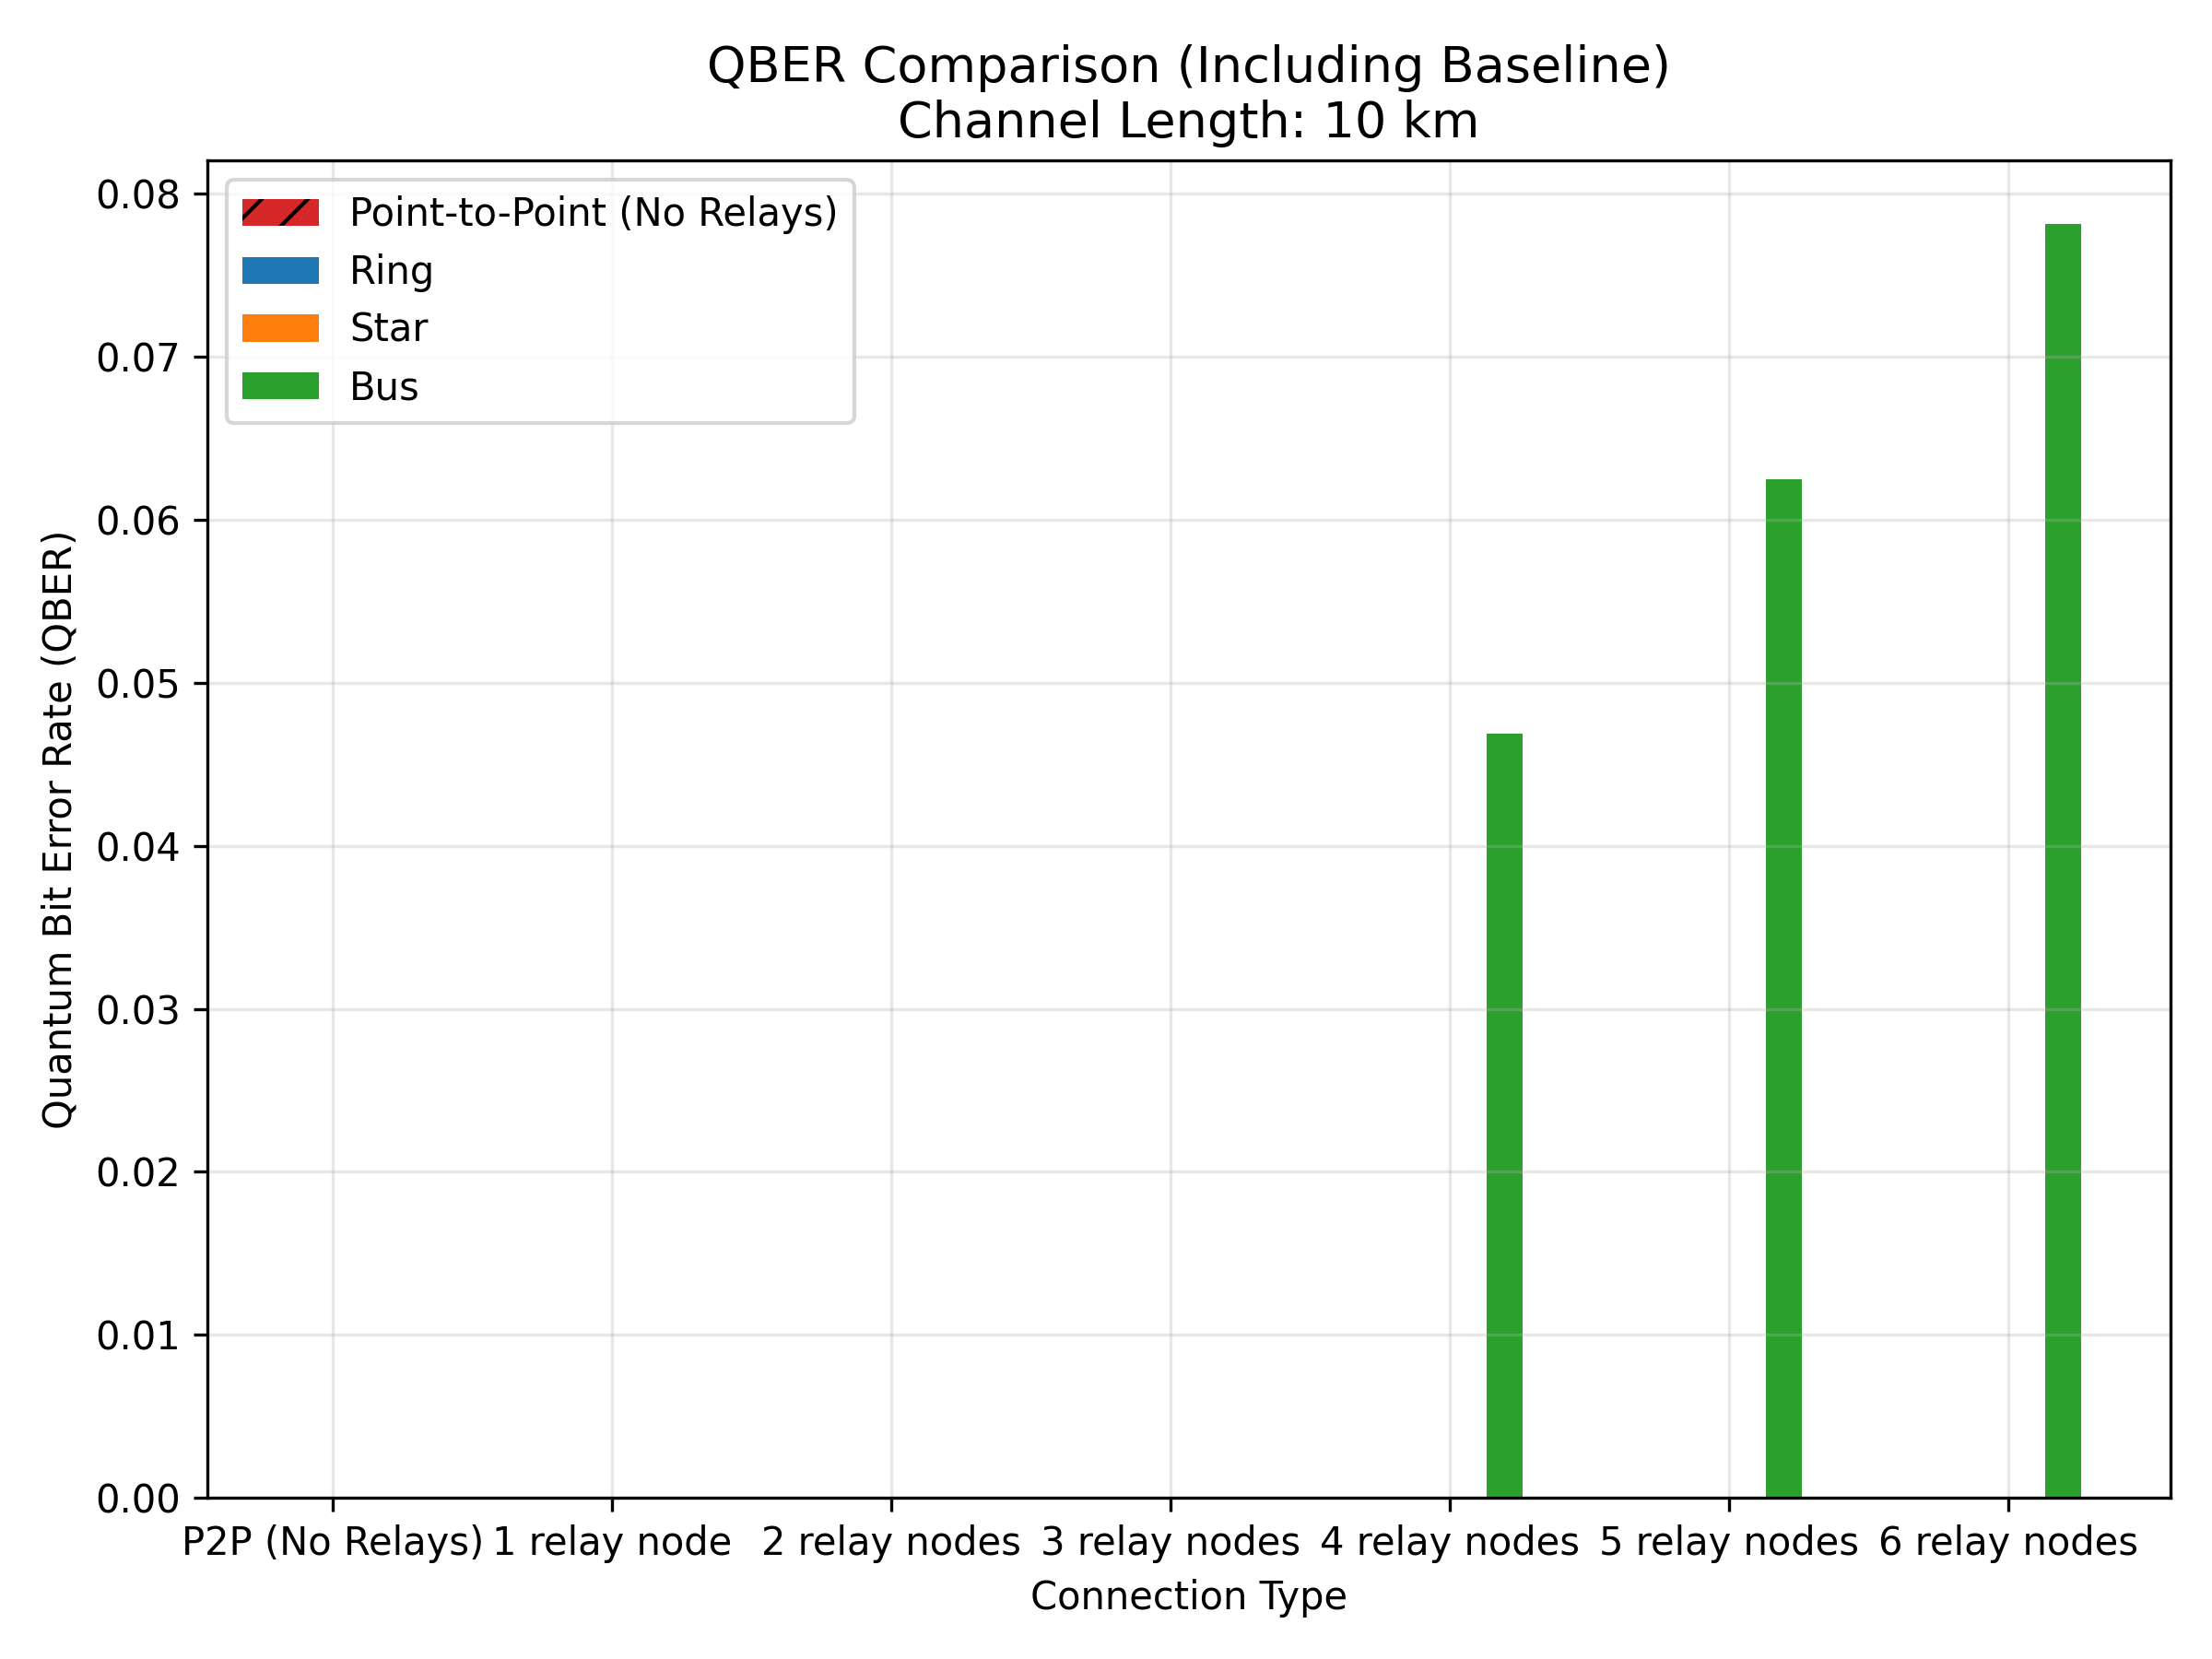 QBER Comparison (Including Baseline)
Channel Length: 10 km
Point-to-Point (No Relays)
Ring
Star
Bus
Quantum Bit Error Rate (QBER)
0.08
0.07
0.06
0.05
0.04
0.03
0.02
0.01
0.00
P2P (No Relays) 1 relay node 2 relay nodes 3 relay nodes 4 relay nodes 5 relay nodes 6 relay nodes
Connection Type